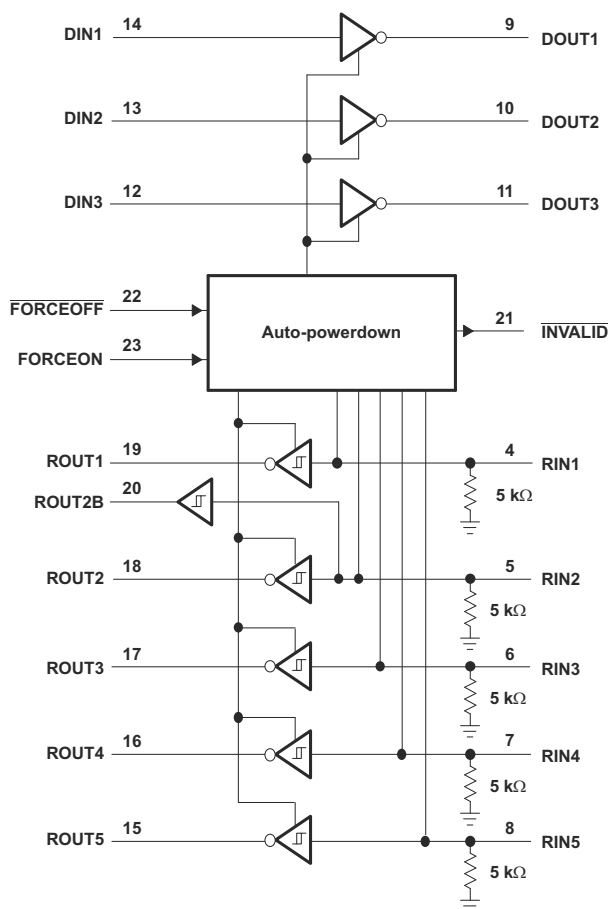 DIN1 14 9 DOUT1
DIN2 13 10 DOUT2
DIN3 12 11 DOUT3
FORCEOFF 22
Auto-powerdown
21 INVALID
FORCEON 23
ROUT1 19 4 RIN1
5 kΩ
ROUT2B 20
ROUT2 18 5 RIN2
5 kΩ
ROUT3 17 6 RIN3
5 kΩ
ROUT4 16 7 RIN4
5 kΩ
ROUT5 15 8 RIN5
5 kΩ